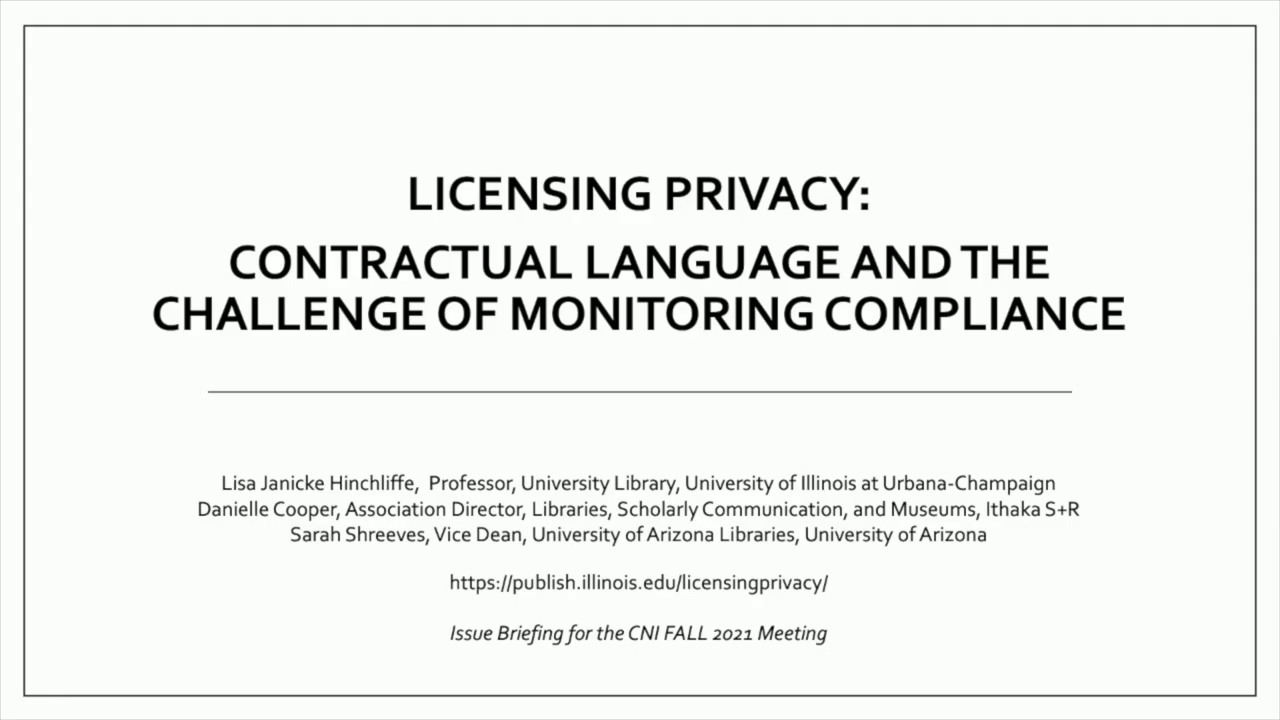 LICENSING PRIVACY:
CONTRACTUAL LANGUAGE AND THE
CHALLENGE OF MONITORING COMPLIANCE
Lisa Janicke Hinchliffe, Professor, University Library, University of Illinois at Urbana-Champaign
Danielle Cooper, Association Director, Libraries, Scholarly Communication, and Museums, Ithaka S+R
Sarah Shreeves, Vice Dean, University of Arizona Libraries, University of Arizona
https://publish.illinois.edu/licensingprivacy/
Issue Briefing for the CNI FALL 2021 Meeting